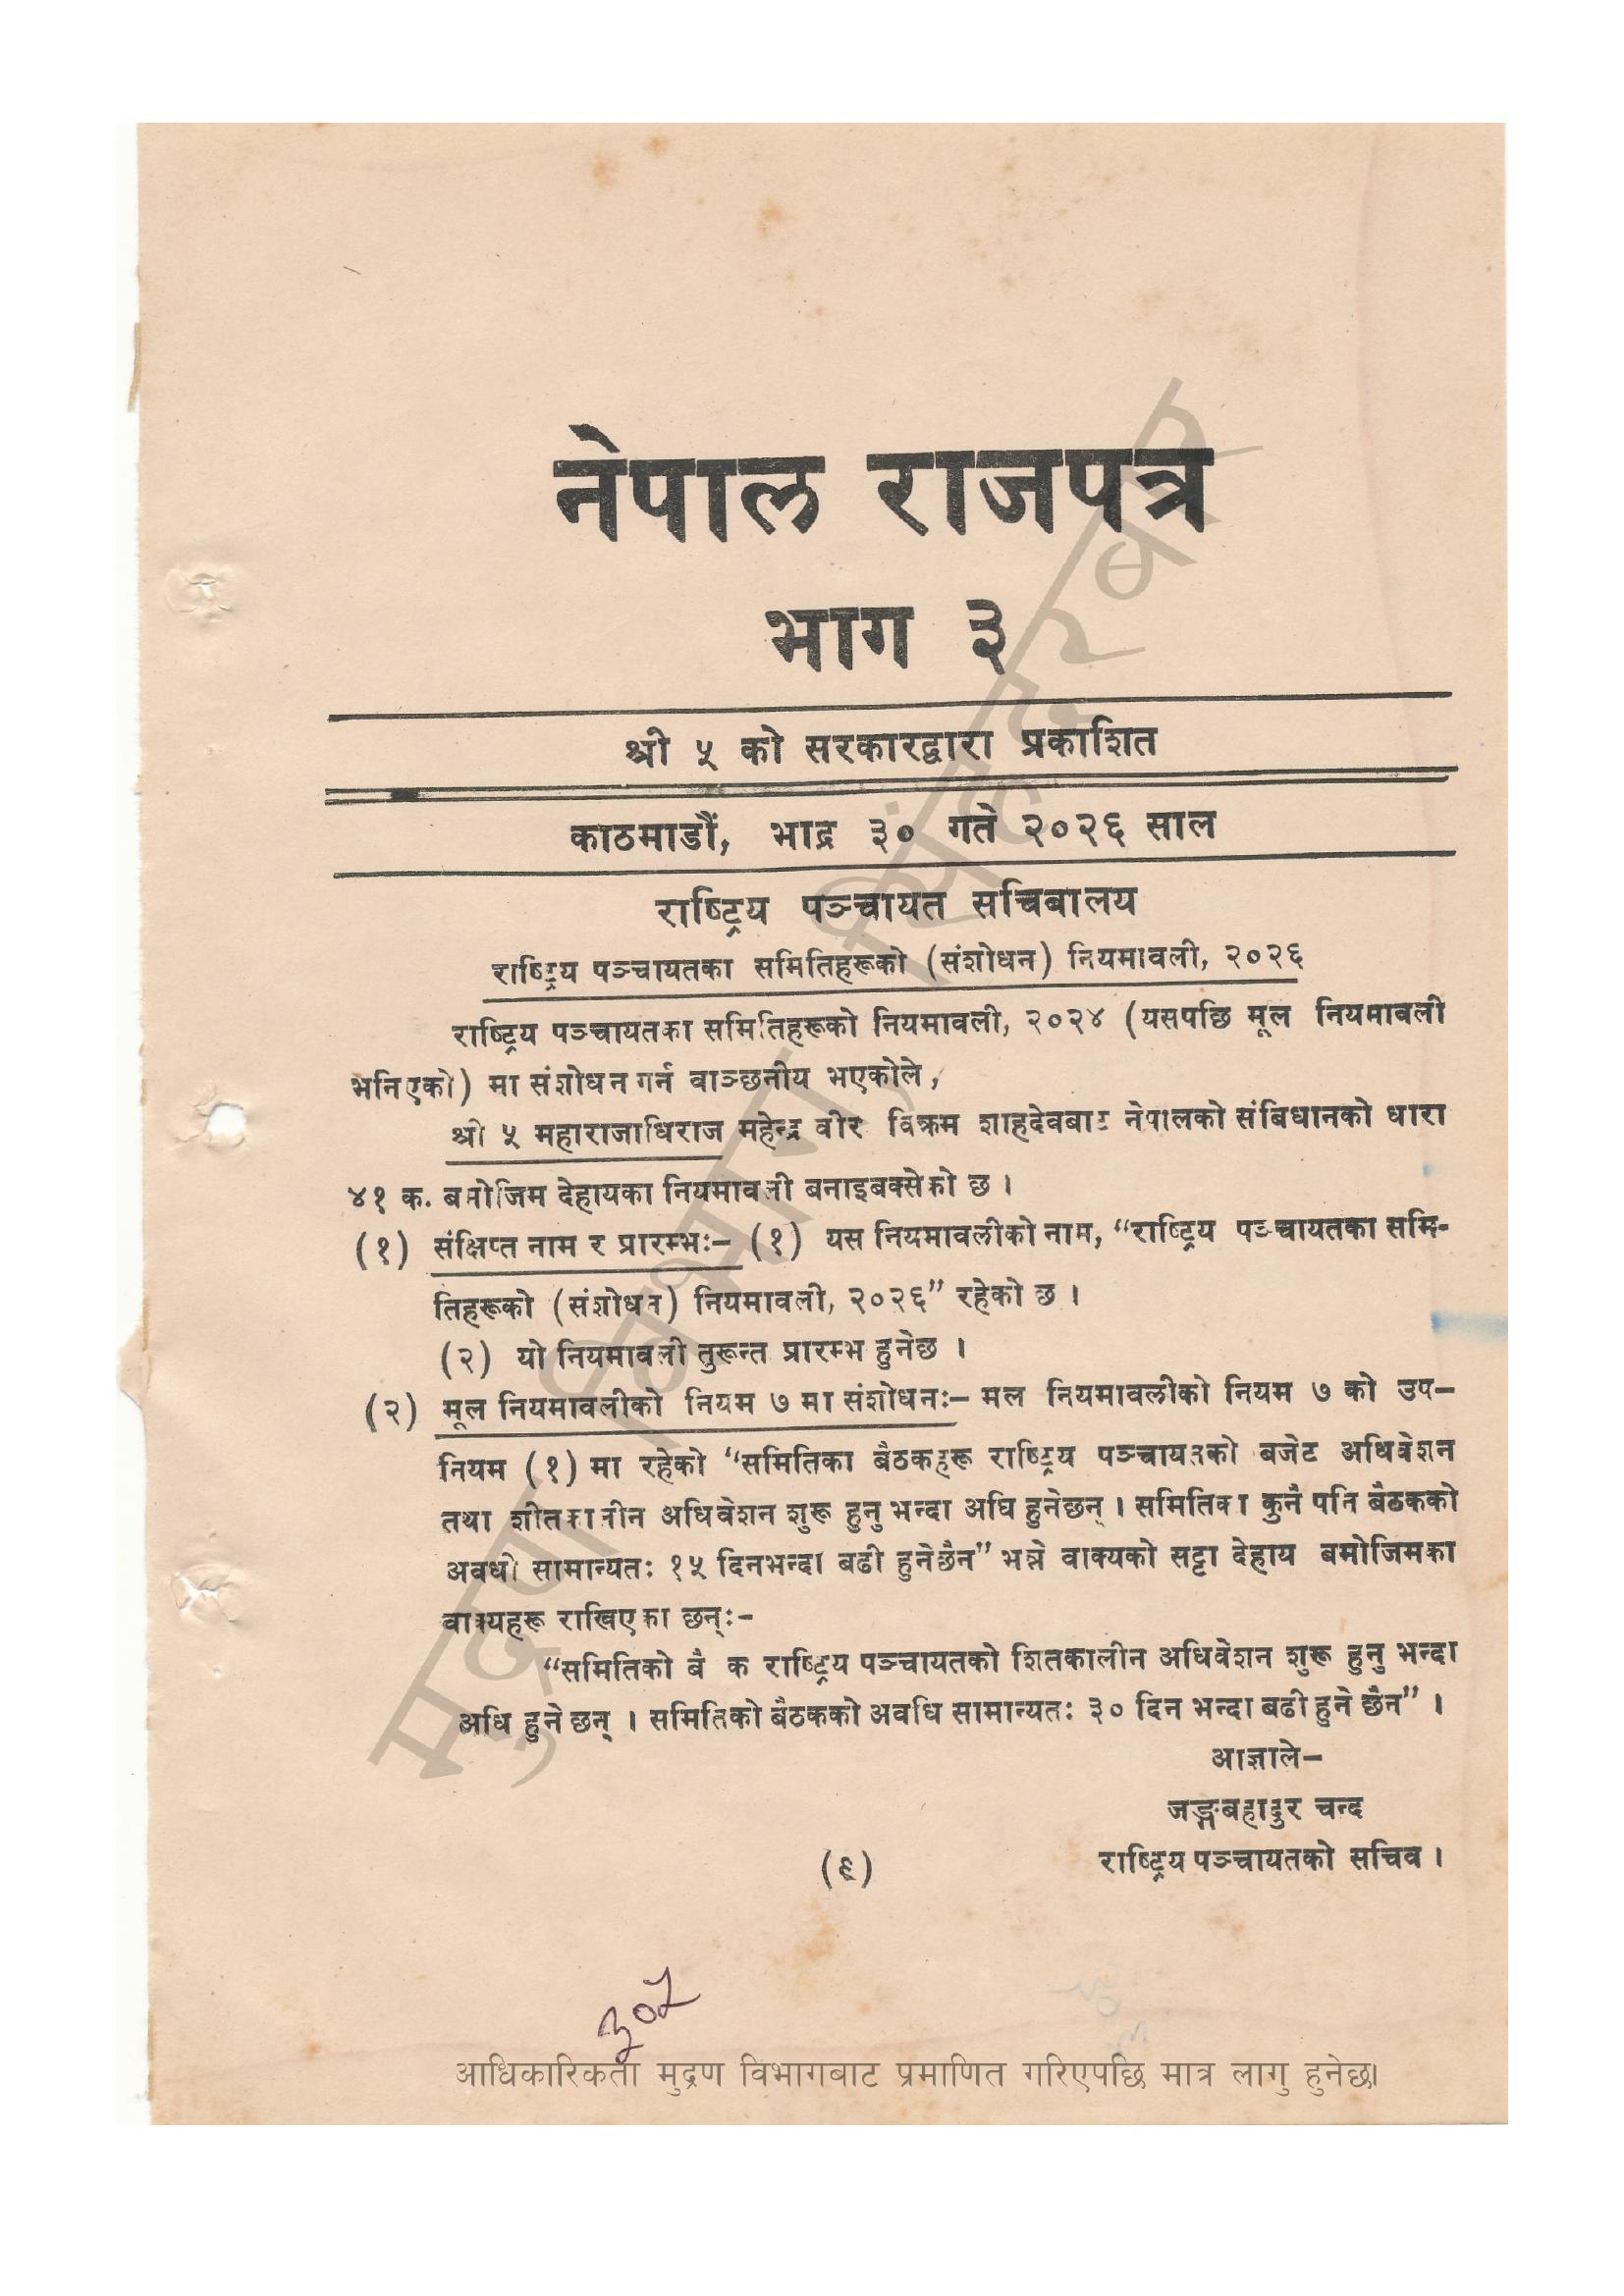 नेपाल राजपत्र
भाग ३
श्री ५ को सरकारद्वारा प्रकाशित
काठमाडौं, भाद्र ३० गते २०२६ साल
राष्ट्रिय पञ्चायत सचिबालय
राष्ट्रिय पञ्चायतका समितिहरूको (संशोधन) नियमावली, २०२६
राष्ट्रिय पञ्चायतका समितिहरूको नियमावली, २०२४ (यसपछि मूल नियमावली
भनिएको) मा संशोधन गर्न वाञ्छनीय भएकोले,
श्री ५ महाराजाधिराज महेन्द्र वीर विक्रम शाहदेवबाट नेपालको संबिधानको धारा
४१ क. बमोजिम देहायका नियमावली बनाइबक्सेको छ ।
(१) संक्षिप्त नाम र प्रारम्भः– (१) यस नियमावलीको नाम, “राष्ट्रिय पञ्चायतका समि-
तिहरूको (संशोधन) नियमावली, २०२६” रहेको छ ।
(२) यो नियमावली तुरून्त प्रारम्भ हुनेछ ।
(२) मूल नियमावलीको नियम ७ मा संशोधनः– मल नियमावलीको नियम ७ को उप–
नियम (१) मा रहेको “समितिका बैठकहरू राष्ट्रिय पञ्चायतको बजेट अधिवेशन
तथा शीतकालीन अधिवेशन शुरू हुनु भन्दा अघि हुनेछन् । समितिका कुनै पनि बैठकको
अवधी सामान्यतः १५ दिनभन्दा बढी हुनेछैन” भन्ने वाक्यको सट्टा देहाय बमोजिमका
वाक्यहरू राखिएका छन्ः–
“समितिको बै क राष्ट्रिय पञ्चायतको शितकालीन अधिवेशन शुरू हुनु भन्दा
अघि हुने छन् । समितिको बैठकको अवधि सामान्यतः ३० दिन भन्दा बढी हुने छैन” ।
आज्ञाले–
जङ्गबहादुर चन्द
राष्ट्रिय पञ्चायतको सचिव ।
(९)
३०५
आधिकारिकता मुद्रण विभागबाट प्रमाणित गरिएपछि मात्र लागु हुनेछ।
मुद्रण विभाग, सिंहदरबार